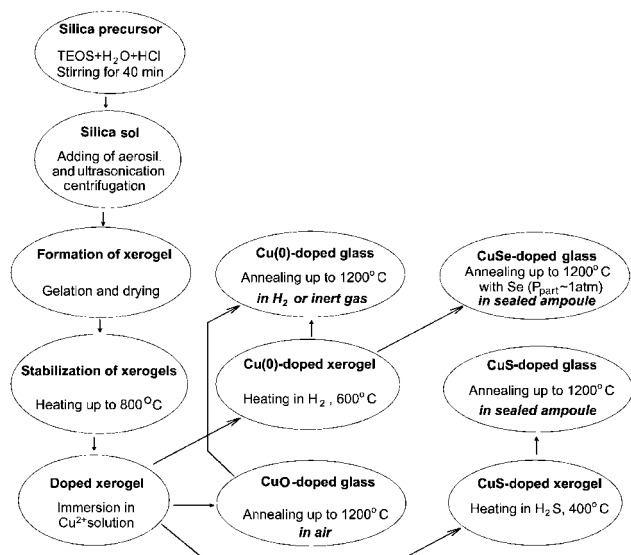 Silica precursor
TEOS+H₂O+HCl
Stirring for 40 min
Silica sol
Adding of aerosil
and ultrasonication
centrifugation
Formation of xerogel
Gelation and drying
Stabilization of xerogels
Heating up to 800°C
Doped xerogel
Immersion in
Cu²⁺solution
Cu(0)-doped glass
Annealing up to 1200°C
in H₂ or inert gas
Cu(0)-doped xerogel
Heating in H₂ , 600°C
CuO-doped glass
Annealing up to 1200°C
in air
CuSe-doped glass
Annealing up to 1200°C
with Se (Pₚₐᵣₜ~1atm)
in sealed ampoule
CuS-doped glass
Annealing up to 1200°C
in sealed ampoule
CuS-doped xerogel
Heating in H₂S, 400°C